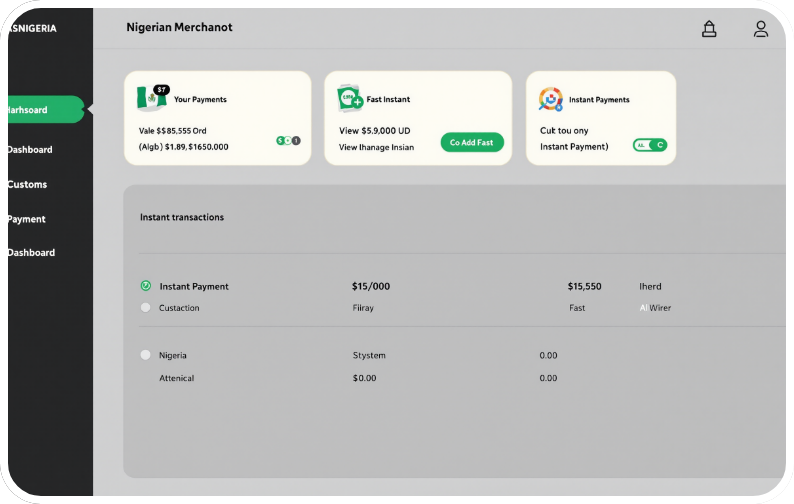 ASNIGERIA
Nigerian Merchanot
Harhsoard
Dashboard
Customs
Payment
Dashboard
$7
Your Payments
Vale $$85,555 Ord
(Algb) $1.89,$1650.000
Fast Instant
View $5.9,000 UD
View Ihanage Insian
Co Add Fast
Instant Payments
Cuit tou ony
Instant Payment)
Instant transactions
Instant Payment $15/000 $15,550 Iherd
Custaction Fiiray Fast Al Wirer
Nigeria Stystem 0.00
Attenical $0.00 0.00